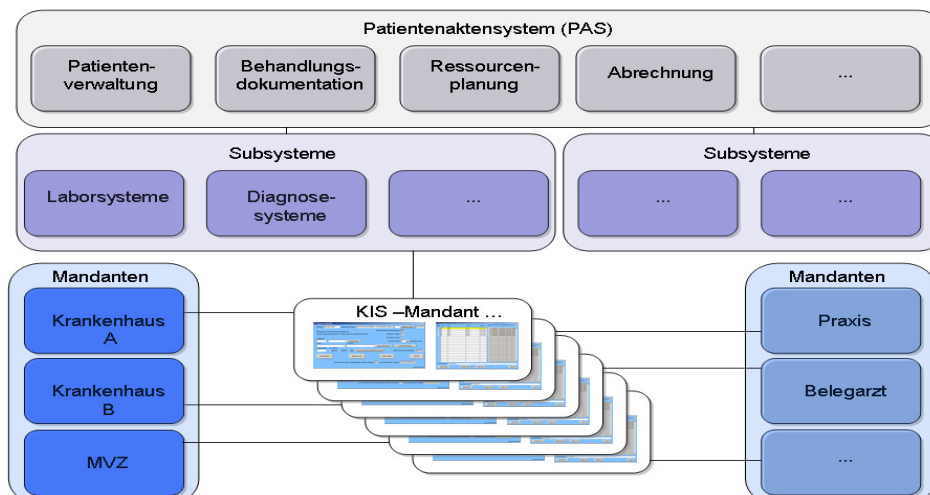 Patientenaktensystem (PAS)
Patienten-
verwaltung
Behandlungs-
dokumentation
Ressourcen-
planung
Abrechnung
...
Subsysteme
Laborsysteme
Diagnose-
systeme
...
Subsysteme
...
...
Mandanten
Krankenhaus
A
Krankenhaus
B
MVZ
KIS –Mandant ...
Mandanten
Praxis
Belegarzt
...